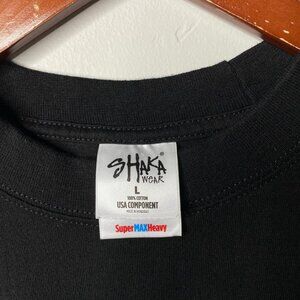 SHAKA
WEAR
L
100% COTTON
USA COMPONENT
SuperMAXHeavy